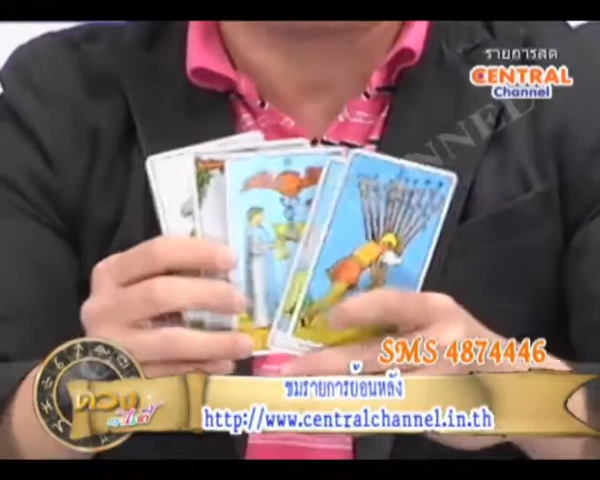 รายการสด
CENTRAL
Channel
CHANNEL
SMS 4874446
ชมรายการย้อนหลัง
http://www.centralchannel.in.th
ดวง